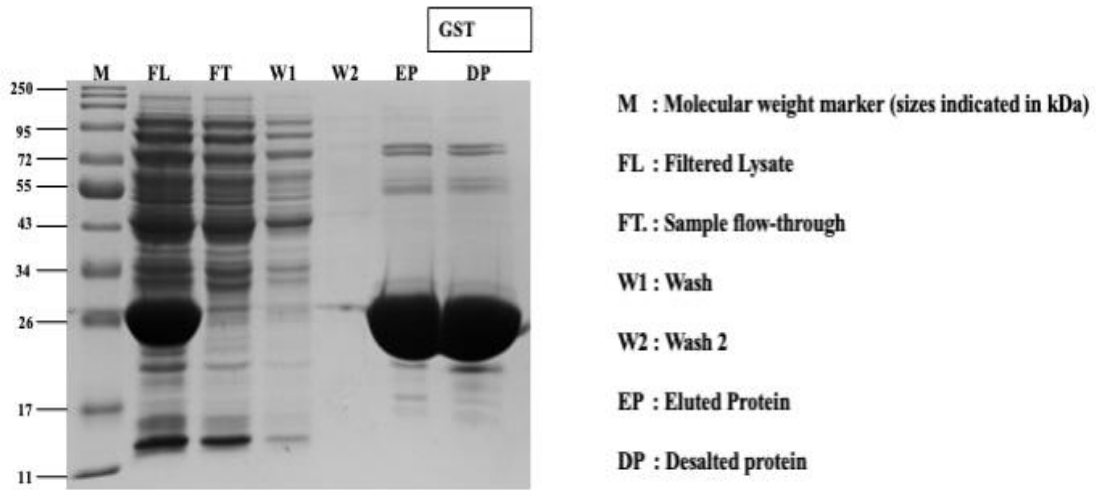 GST
M FL FT W1 W2 EP DP
250
95
72
55
43
34
26
17
11
M : Molecular weight marker (sizes indicated in kDa)
FL : Filtered Lysate
FT. : Sample flow-through
W1 : Wash
W2 : Wash 2
EP : Eluted Protein
DP : Desalted protein